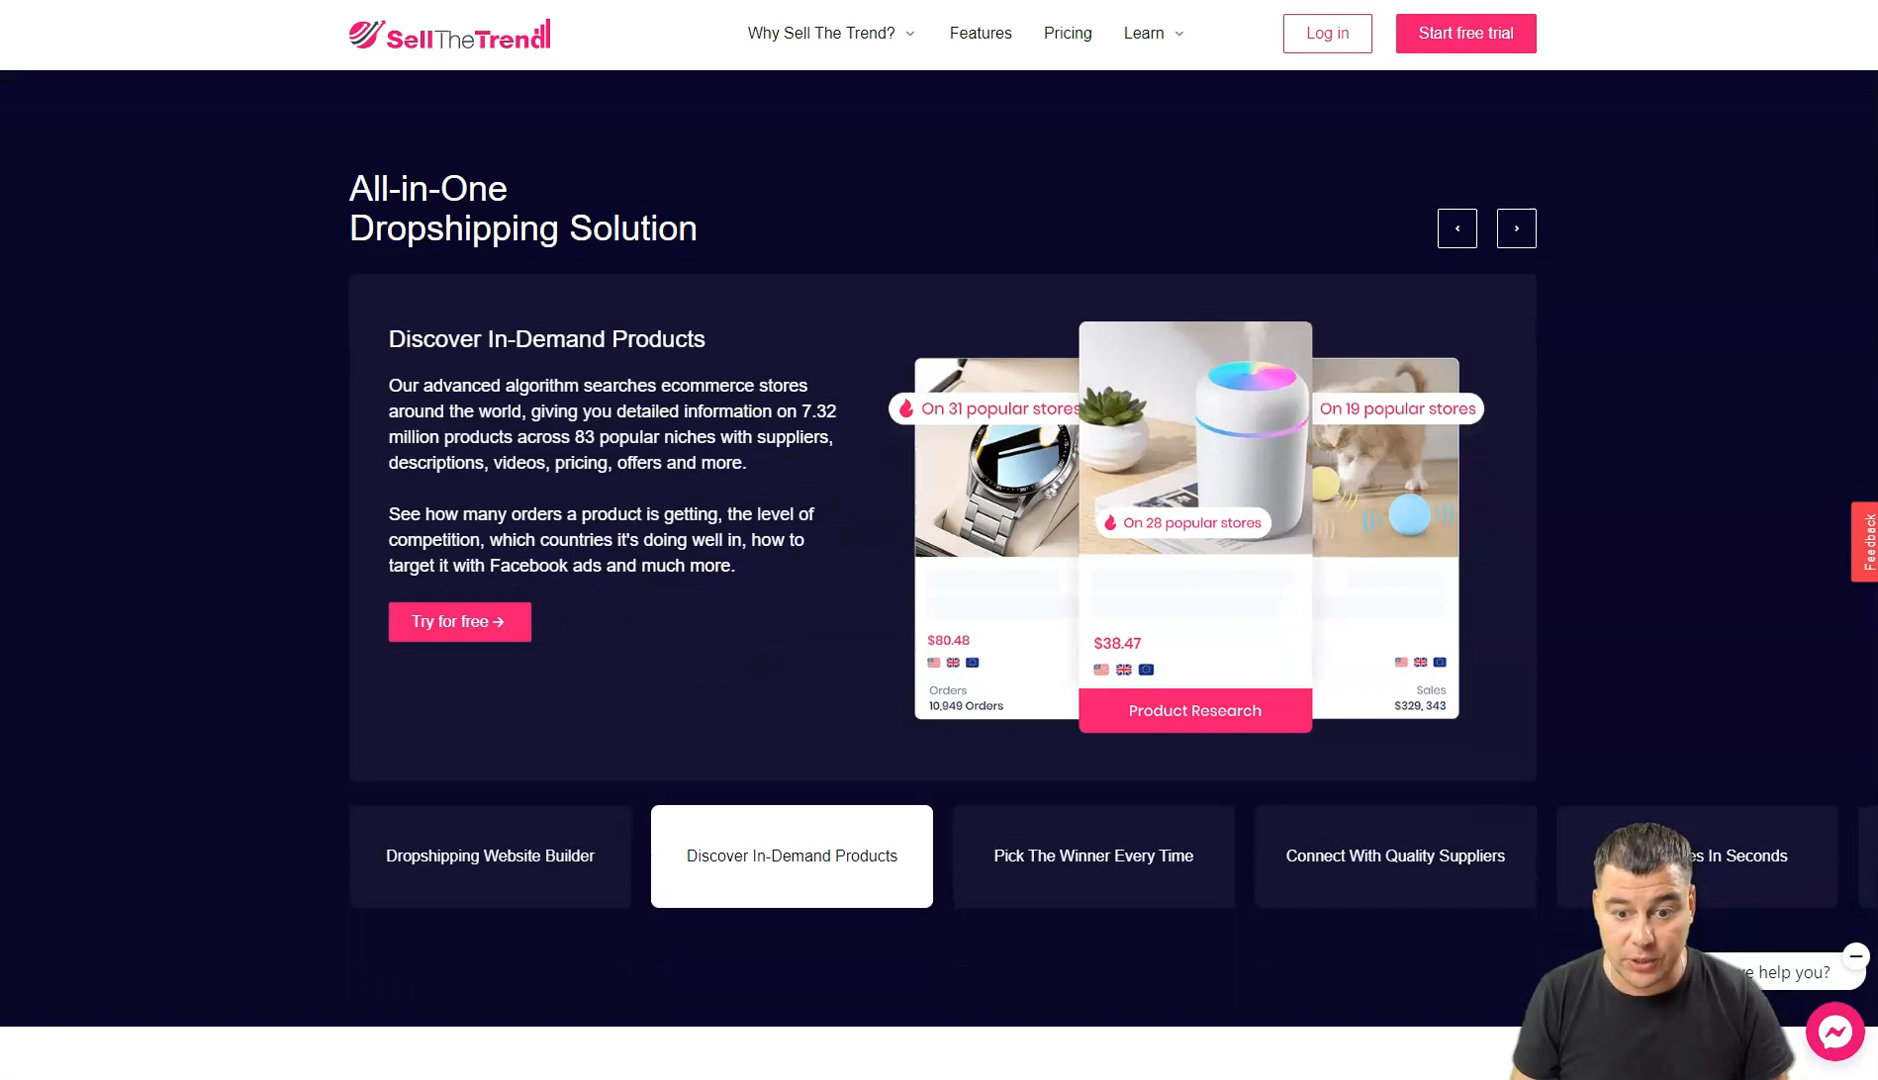 SellTheTrend
Why Sell The Trend?
Features
Pricing
Learn
Log in
Start free trial
All-in-One
Dropshipping Solution
Discover In-Demand Products
Our advanced algorithm searches ecommerce stores
around the world, giving you detailed information on 7.32
million products across 83 popular niches with suppliers,
descriptions, videos, pricing, offers and more.
See how many orders a product is getting, the level of
competition, which countries it's doing well in, how to
target it with Facebook ads and much more.
Try for free →
On 31 popular stores
On 28 popular stores
On 19 popular stores
$80.48
Orders
10,949 Orders
$38.47
Product Research
Sales
$329, 343
Feedback
Dropshipping Website Builder
Discover In-Demand Products
Pick The Winner Every Time
Connect With Quality Suppliers
In Seconds
help you?